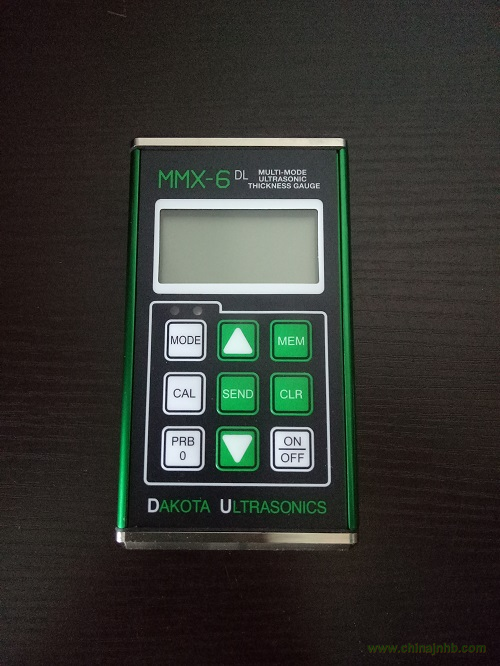 MMX-6 DL
MULTI-MODE
ULTRASONIC
THICKNESS GAUGE
MODE
MEM
CAL
SEND
CLR
PRB
0
ON
OFF
DAKOTA ULTRASONICS
www.chinajnhb.com